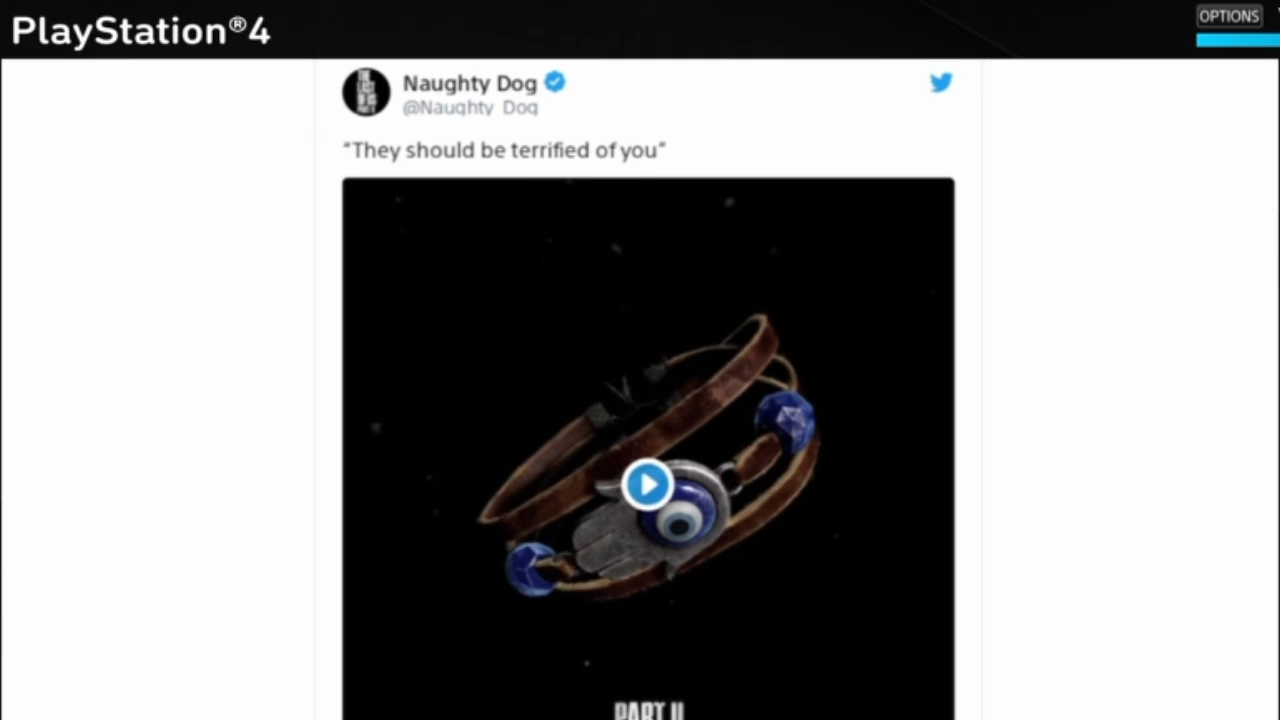 PlayStation®4
OPTIONS
Naughty Dog
@Naughty_Dog
“They should be terrified of you”
PART II